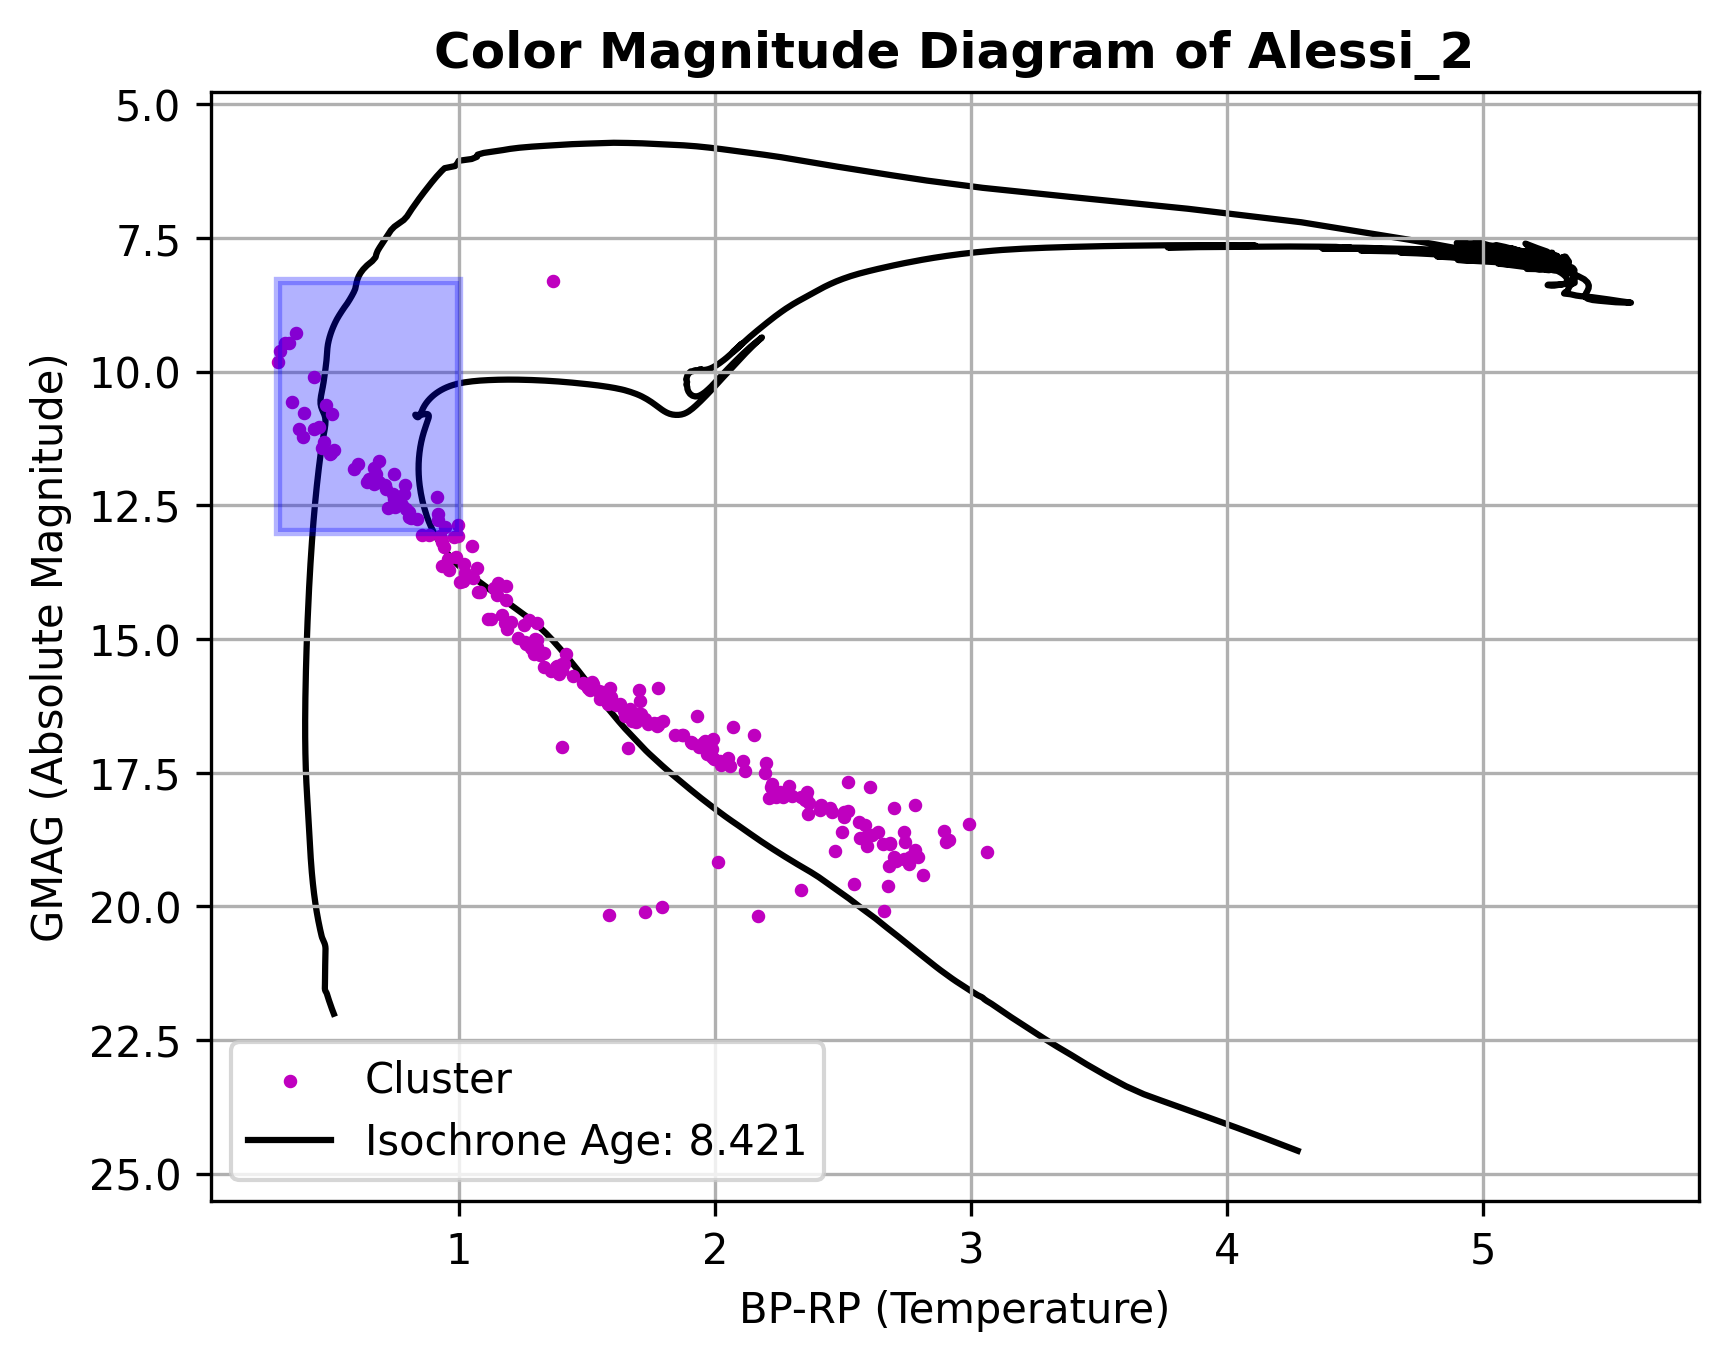 Color Magnitude Diagram of Alessi_2
GMAG (Absolute Magnitude)
5.0
7.5
10.0
12.5
15.0
17.5
20.0
22.5
25.0
Cluster
Isochrone Age: 8.421
1 2 3 4 5
BP-RP (Temperature)